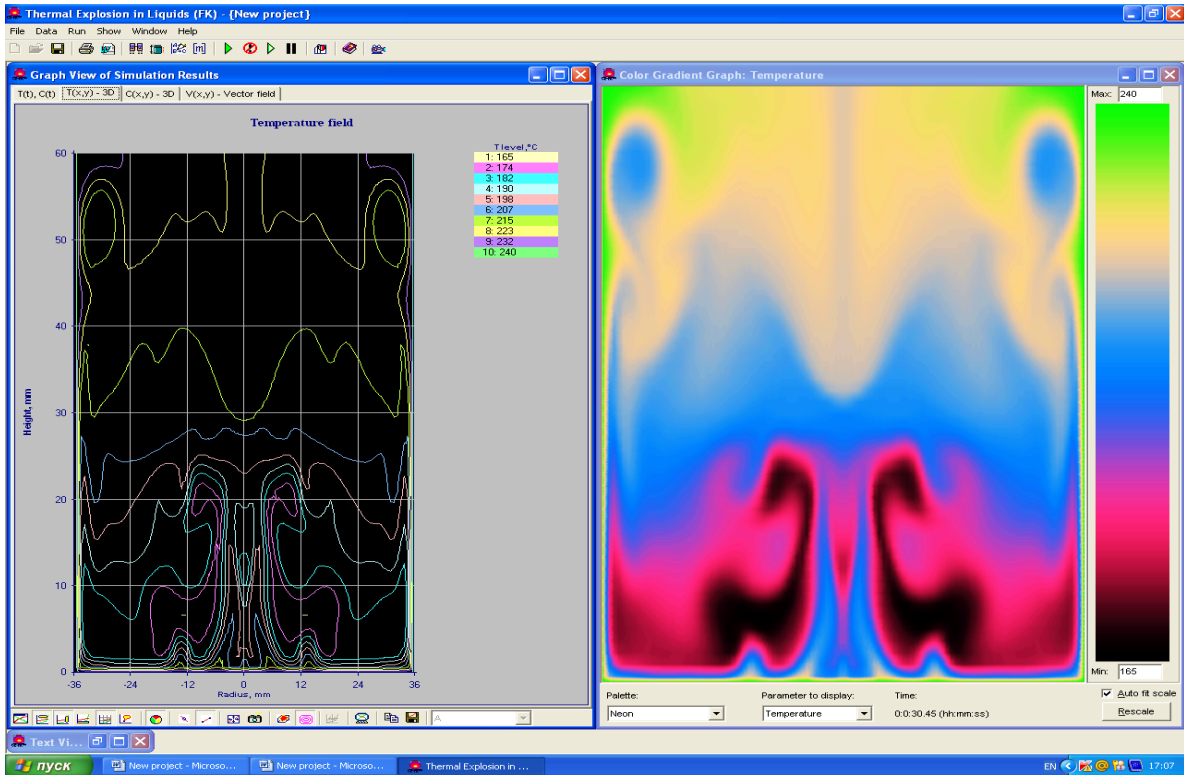 Thermal Explosion in Liquids (FK) - {New project}
File Data Run Show Window Help
Graph View of Simulation Results
T(t), C(t) T(x,y) - 3D C(x,y) - 3D V(x,y) - Vector field
Temperature field
T level,°C
1: 165
2: 174
3: 182
4: 190
5: 198
6: 207
7: 215
8: 223
9: 232
10: 240
60
50
40
30
20
10
0
Height, mm
-36 -24 -12 0 12 24 36
Radius, mm
A
Color Gradient Graph: Temperature
Max: 240
Min: 165
Palette: Parameter to display: Time:
Neon Temperature 0:0:30.45 (hh:mm:ss)
Auto fit scale
Rescale
Text Vi...
пуск New project - Microso... New project - Microso... Thermal Explosion in ... EN 17:07